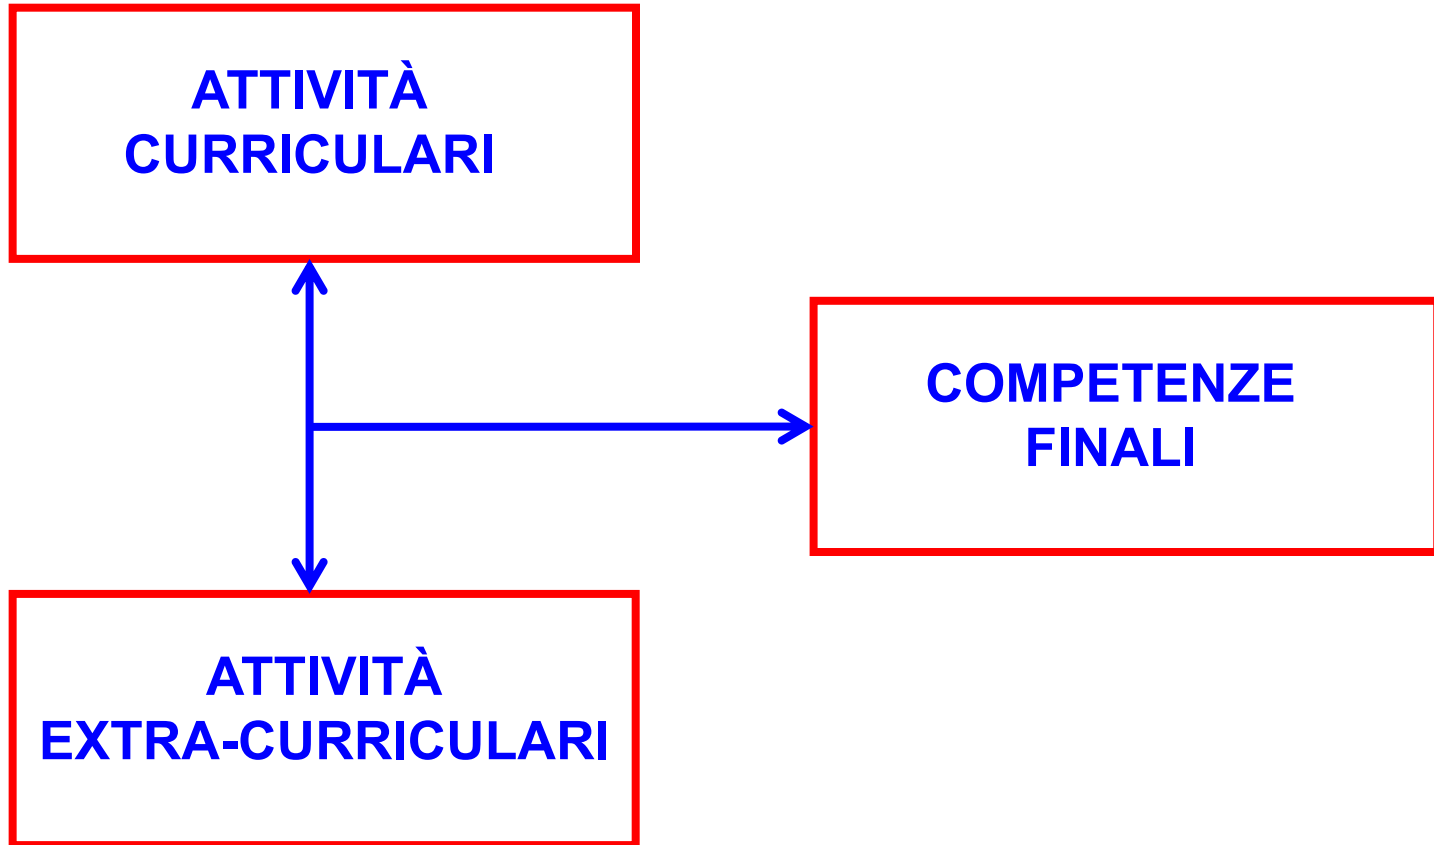 ATTIVITÀ
CURRICULARI
COMPETENZE
FINALI
ATTIVITÀ
EXTRA-CURRICULARI